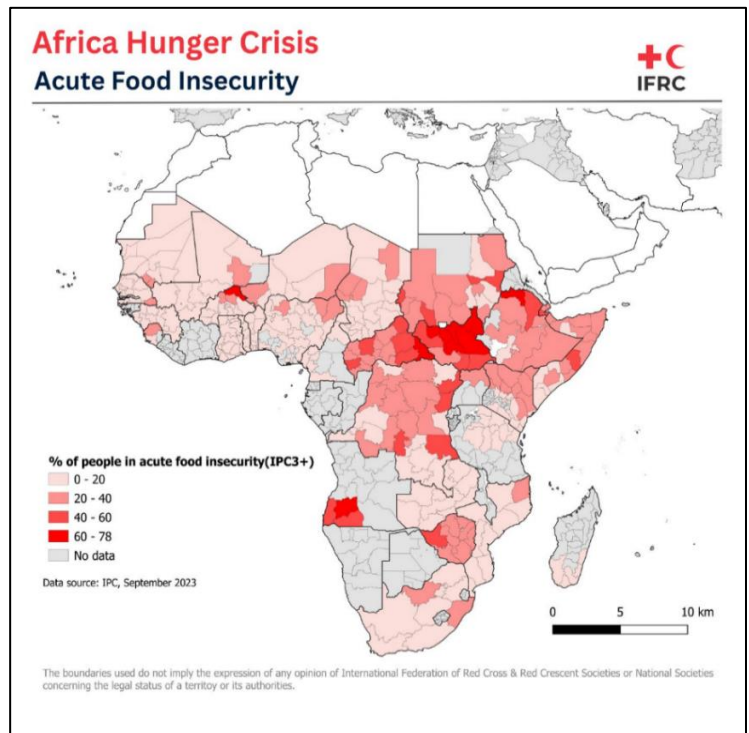 Africa Hunger Crisis
Acute Food Insecurity
IFRC
% of people in acute food insecurity(IPC3+)
0 - 20
20 - 40
40 - 60
60 - 78
No data
Data source: IPC, September 2023
0 5 10 km
The boundaries used do not imply the expression of any opinion of International Federation of Red Cross & Red Crescent Societies or National Societies
concerning the legal status of a territoy or its authorities.